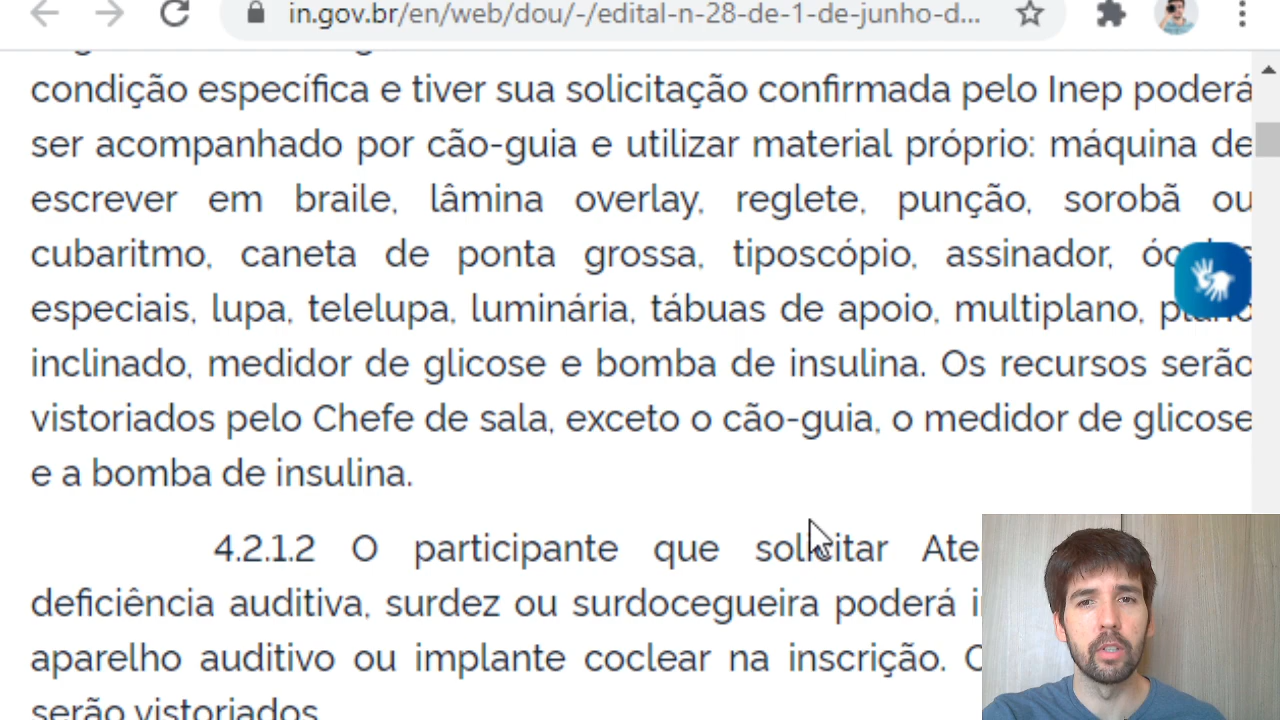 in.gov.br/en/web/dou/-/edital-n-28-de-1-de-junho-d...
condição específica e tiver sua solicitação confirmada pelo Inep poderá
ser acompanhado por cão-guia e utilizar material próprio: máquina de
escrever em braile, lâmina overlay, reglete, punção, sorobã ou
cubaritmo, caneta de ponta grossa, tiposcópio, assinador,
especiais, lupa, telelupa, luminária, tábuas de apoio, multiplano, plano
inclinado, medidor de glicose e bomba de insulina. Os recursos serão
vistoriados pelo Chefe de sala, exceto o cão-guia, o medidor de glicose
e a bomba de insulina.
4.2.1.2 O participante que solicitar
deficiência auditiva, surdez ou surdocegueira poderá
aparelho auditivo ou implante coclear na inscrição.
serão vistoriados